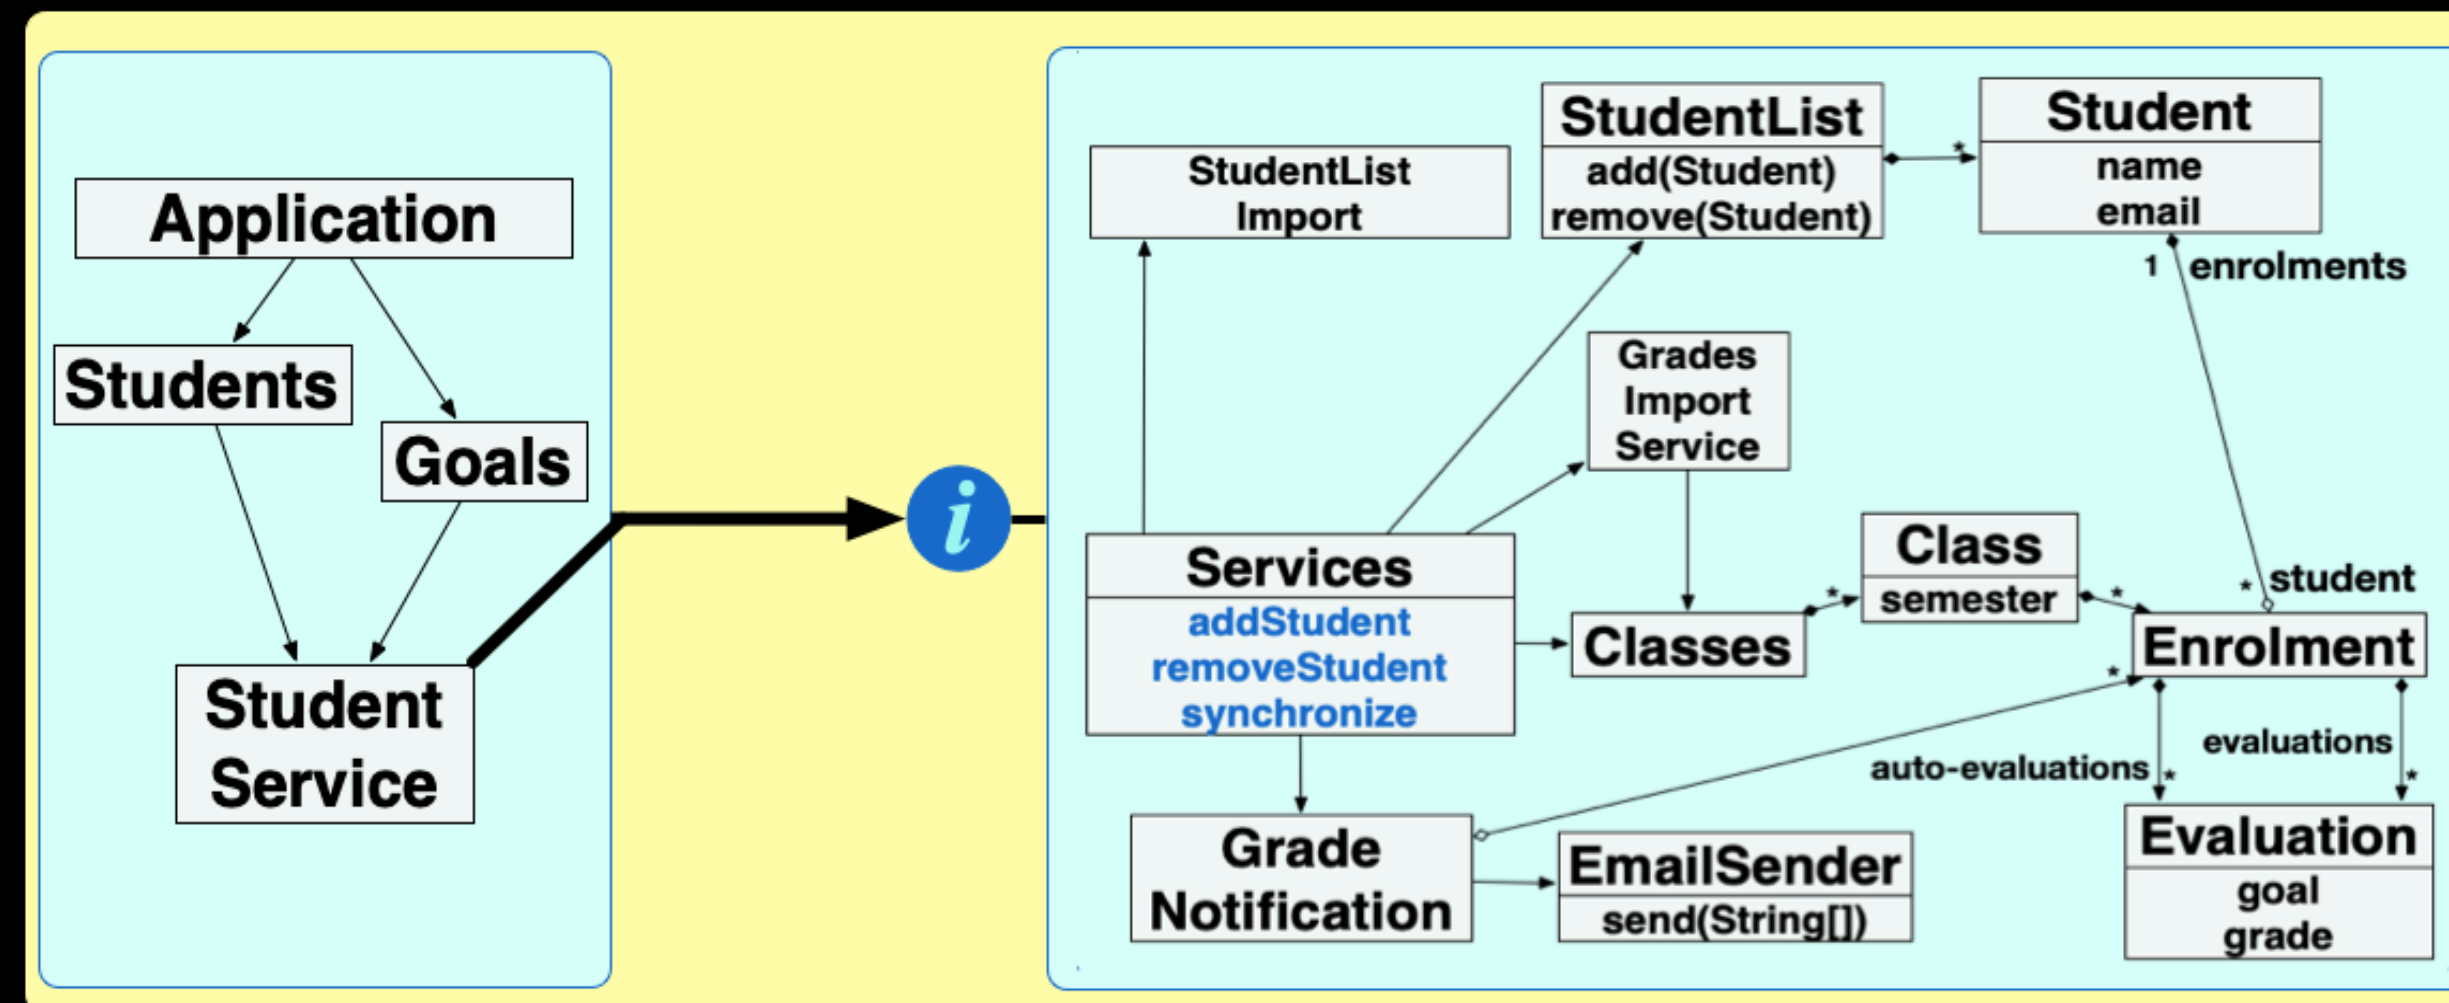 Application
Students
Goals
Student
Service
i
StudentList
Import
StudentList
add(Student)
remove(Student)
*
Student
name
email
1 enrolments
Grades
Import
Service
Services
addStudent
removeStudent
synchronize
Classes
*
Class
semester
*
* student
Enrolment
*
auto-evaluations
*
evaluations
*
Grade
Notification
EmailSender
send(String[])
Evaluation
goal
grade